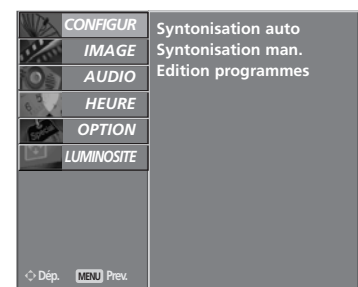 CONFIGUR
IMAGE
AUDIO
HEURE
OPTION
LUMINOSITE
Syntonisation auto
Syntonisation man.
Edition programmes
Dép. MENU Prev.